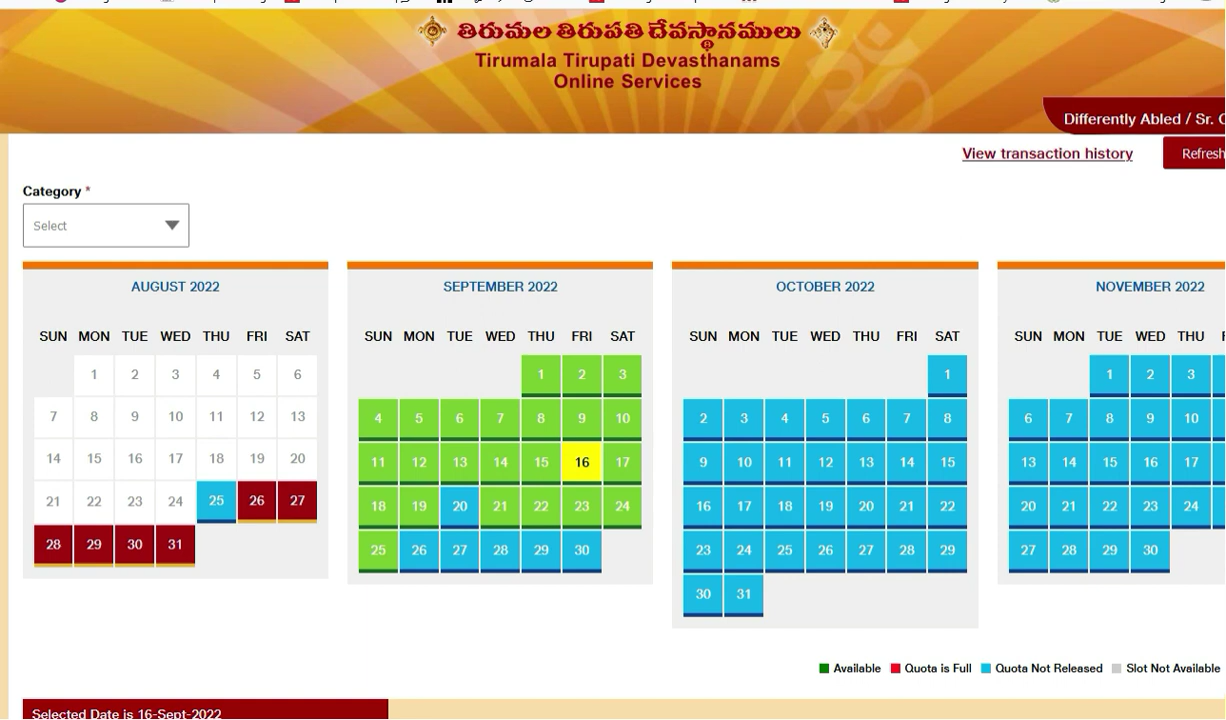 తిరుమల తిరుపతి దేవస్థానములు
Tirumala Tirupati Devasthanams
Online Services
Differently Abled / Sr.
View transaction history
Refresh
Category *
Select
AUGUST 2022
SUN MON TUE WED THU FRI SAT
1 2 3 4 5 6
7 8 9 10 11 12 13
14 15 16 17 18 19 20
21 22 23 24 25 26 27
28 29 30 31
SEPTEMBER 2022
SUN MON TUE WED THU FRI SAT
1 2 3
4 5 6 7 8 9 10
11 12 13 14 15 16 17
18 19 20 21 22 23 24
25 26 27 28 29 30
OCTOBER 2022
SUN MON TUE WED THU FRI SAT
1
2 3 4 5 6 7 8
9 10 11 12 13 14 15
16 17 18 19 20 21 22
23 24 25 26 27 28 29
30 31
NOVEMBER 2022
SUN MON TUE WED THU
1 2 3
6 7 8 9 10
13 14 15 16 17
20 21 22 23 24
27 28 29 30
Available Quota is Full Quota Not Released Slot Not Available
Selected Date is 16-Sept-2022